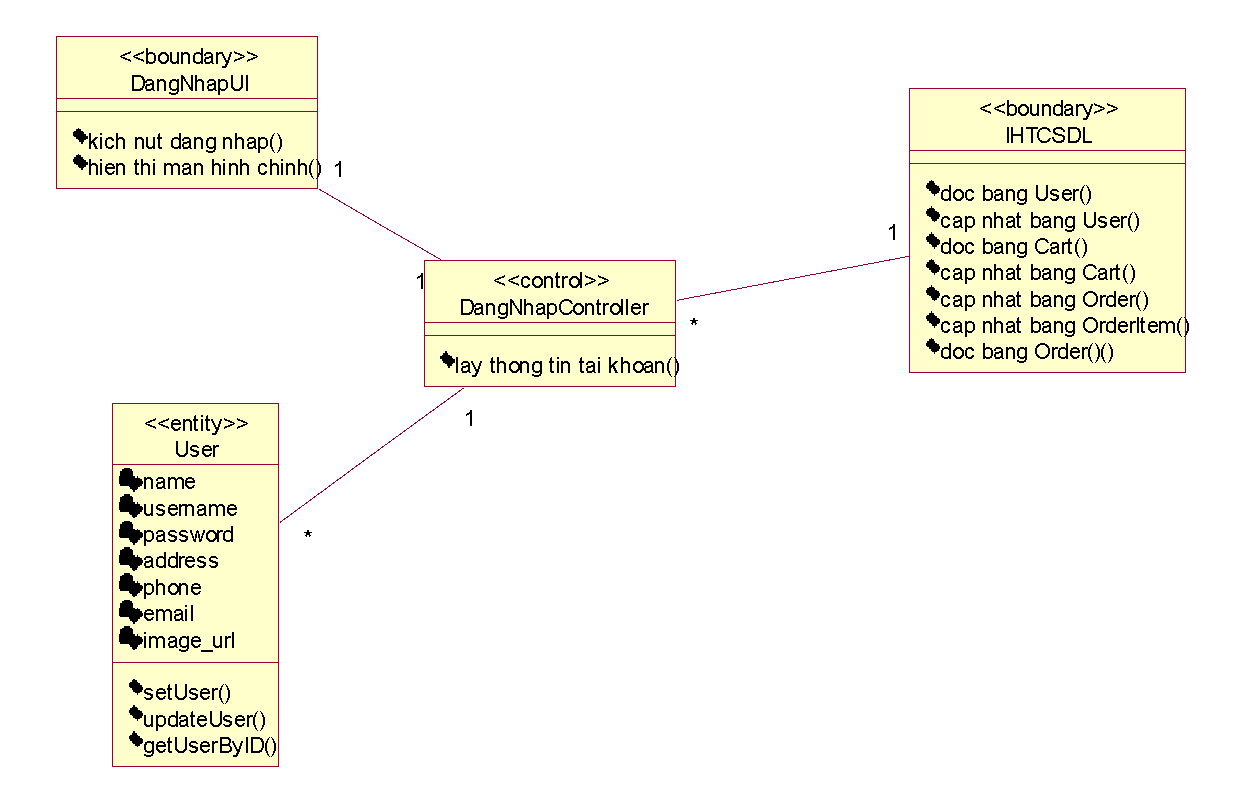 <<boundary>>
DangNhapUI
kich nut dang nhap()
hien thi man hinh chinh()
1
<<boundary>>
IHTCSDL
doc bang User()
cap nhat bang User()
doc bang Cart()
cap nhat bang Cart()
cap nhat bang Order()
cap nhat bang OrderItem()
doc bang Order()()
1
1
<<control>>
DangNhapController
lay thong tin tai khoan()
*
1
<<entity>>
User
name
username
password
address
phone
email
image_url
setUser()
updateUser()
getUserByID()
*